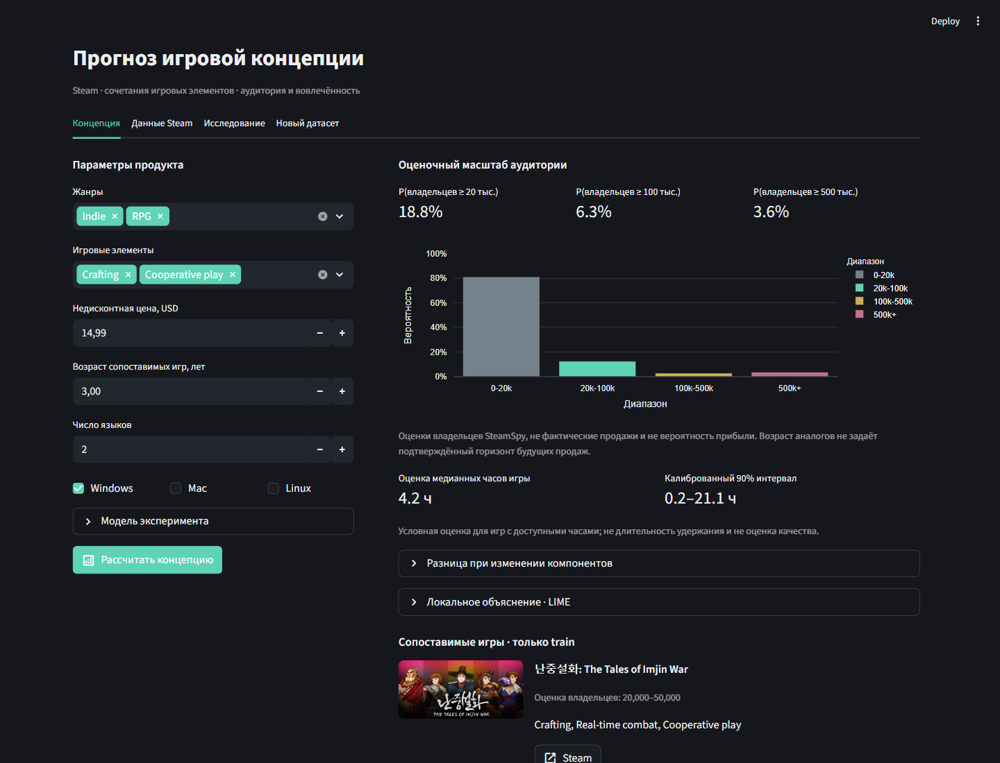 Deploy
Прогноз игровой концепции
Steam · сочетания игровых элементов · аудитория и вовлечённость
Концепция Данные Steam Исследование Новый датасет
Параметры продукта
Жанры
Indie RPG
Игровые элементы
Crafting Cooperative play
Недисконтная цена, USD
14,99
Возраст сопоставимых игр, лет
3,00
Число языков
2
Windows Mac Linux
Модель эксперимента
Рассчитать концепцию
Оценочный масштаб аудитории
P(владельцев ≥ 20 тыс.) P(владельцев ≥ 100 тыс.) P(владельцев ≥ 500 тыс.)
18.8% 6.3% 3.6%
100%
80%
60%
40%
20%
0%
Вероятность
0-20k 20k-100k 100k-500k 500k+
Диапазон
Диапазон
0-20k
20k-100k
100k-500k
500k+
Оценки владельцев SteamSpy, не фактические продажи и не вероятность прибыли. Возраст аналогов не задаёт
подтверждённый горизонт будущих продаж.
Оценка медианных часов игры Калиброванный 90% интервал
4.2 ч 0.2–21.1 ч
Условная оценка для игр с доступными часами; не длительность удержания и не оценка качества.
Разница при изменении компонентов
Локальное объяснение · LIME
Сопоставимые игры · только train
난중설화
THE TALES OF IMJIN WAR
난중설화: The Tales of Imjin War
Оценка владельцев: 20,000–50,000
Crafting, Real-time combat, Cooperative play
Steam